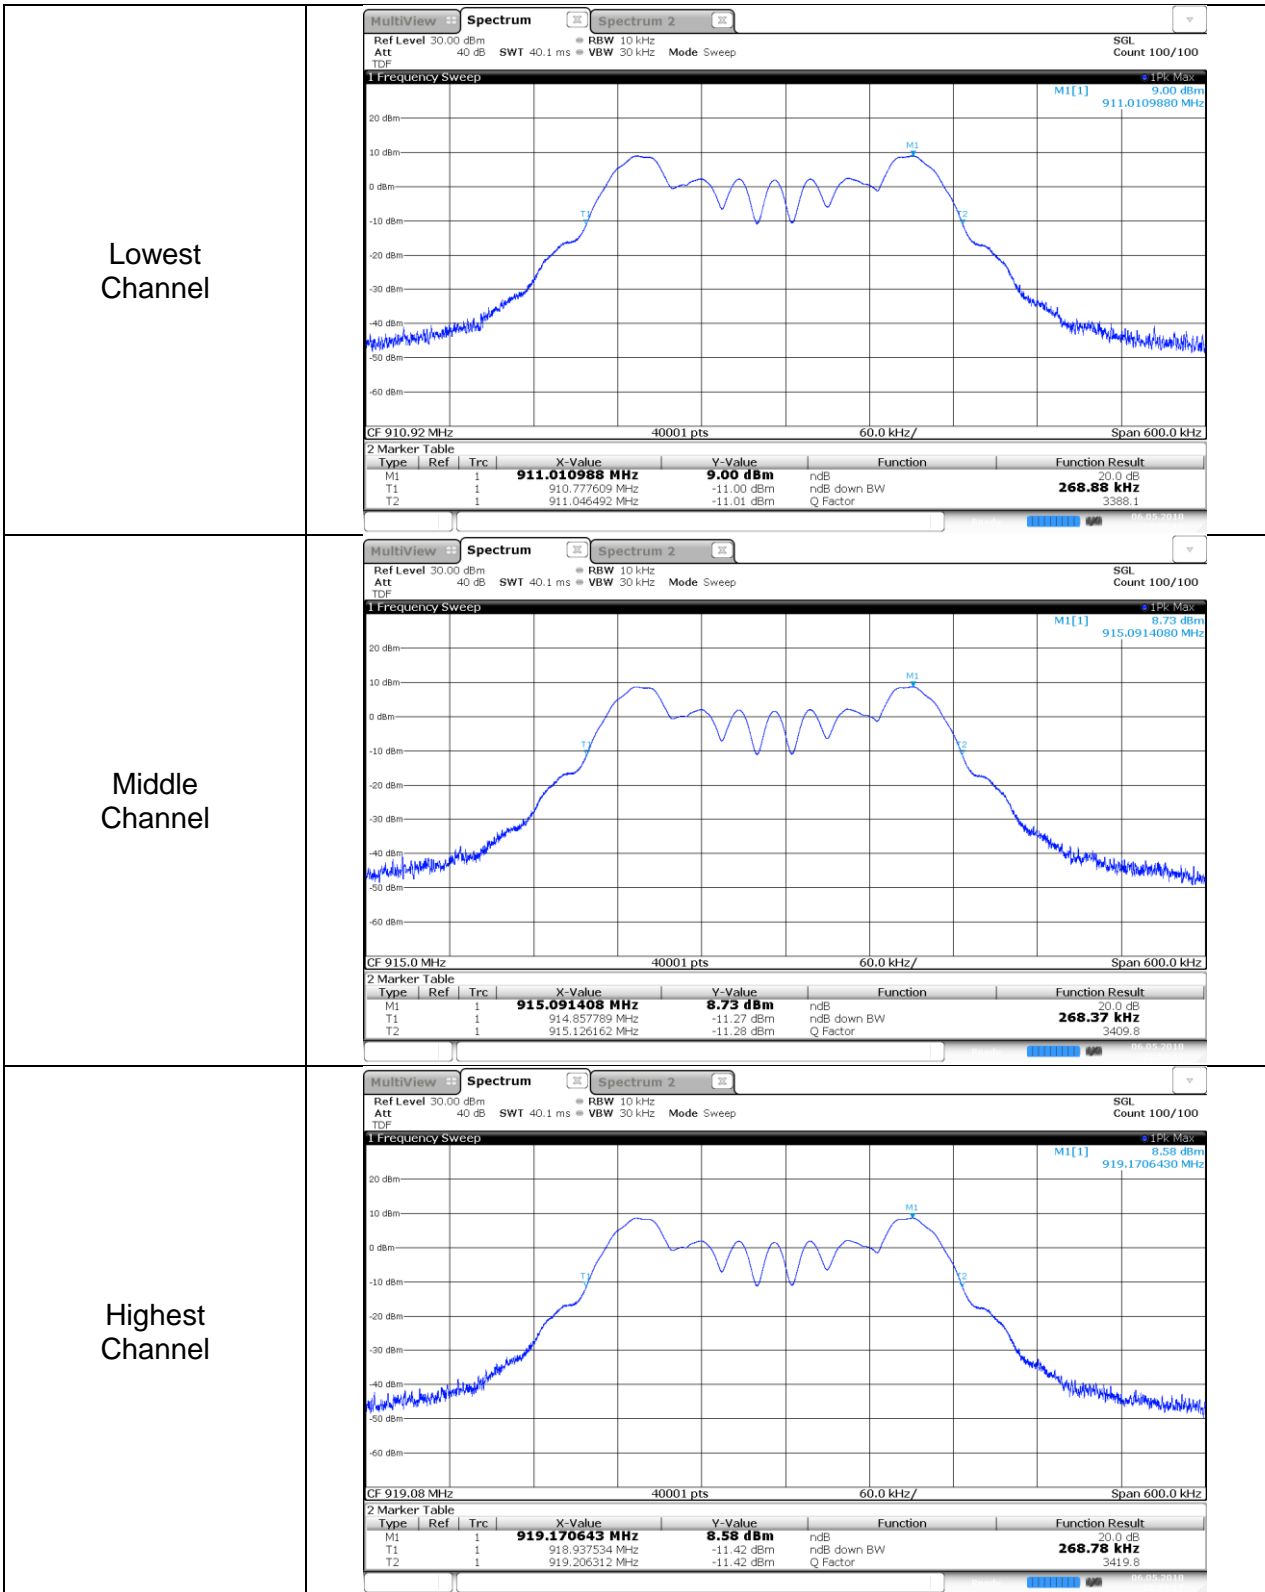 Lowest
Channel
MultiView Spectrum Spectrum 2
Ref Level 30.00 dBm RBW 10 kHz SGL
Att 40 dB SWT 40.1 ms VBW 30 kHz Mode Sweep Count 100/100
TDF
1 Frequency Sweep 1Pk Max
M1[1] 9.00 dBm
911.0109880 MHz
20 dBm
M1
10 dBm
0 dBm
T1 T2
-10 dBm
-20 dBm
-30 dBm
-40 dBm
-50 dBm
-60 dBm
CF 910.92 MHz 40001 pts 60.0 kHz/ Span 600.0 kHz
2 Marker Table
Type Ref Trc X-Value Y-Value Function Function Result
M1 1 911.010988 MHz 9.00 dBm ndB 20.0 dB
T1 1 910.777609 MHz -11.00 dBm ndB down BW 268.88 kHz
T2 1 911.046492 MHz -11.01 dBm Q Factor 3388.1
06.05.2018
Middle
Channel
MultiView Spectrum Spectrum 2
Ref Level 30.00 dBm RBW 10 kHz SGL
Att 40 dB SWT 40.1 ms VBW 30 kHz Mode Sweep Count 100/100
TDF
1 Frequency Sweep 1Pk Max
M1[1] 8.73 dBm
915.0914080 MHz
20 dBm
M1
10 dBm
0 dBm
T1 T2
-10 dBm
-20 dBm
-30 dBm
-40 dBm
-50 dBm
-60 dBm
CF 915.0 MHz 40001 pts 60.0 kHz/ Span 600.0 kHz
2 Marker Table
Type Ref Trc X-Value Y-Value Function Function Result
M1 1 915.091408 MHz 8.73 dBm ndB 20.0 dB
T1 1 914.857789 MHz -11.27 dBm ndB down BW 268.37 kHz
T2 1 915.126162 MHz -11.28 dBm Q Factor 3409.8
06.05.2018
Highest
Channel
MultiView Spectrum Spectrum 2
Ref Level 30.00 dBm RBW 10 kHz SGL
Att 40 dB SWT 40.1 ms VBW 30 kHz Mode Sweep Count 100/100
TDF
1 Frequency Sweep 1Pk Max
M1[1] 8.58 dBm
919.1706430 MHz
20 dBm
M1
10 dBm
0 dBm
T1 T2
-10 dBm
-20 dBm
-30 dBm
-40 dBm
-50 dBm
-60 dBm
CF 919.08 MHz 40001 pts 60.0 kHz/ Span 600.0 kHz
2 Marker Table
Type Ref Trc X-Value Y-Value Function Function Result
M1 1 919.170643 MHz 8.58 dBm ndB 20.0 dB
T1 1 918.937534 MHz -11.42 dBm ndB down BW 268.78 kHz
T2 1 919.206312 MHz -11.42 dBm Q Factor 3419.8
06.05.2018